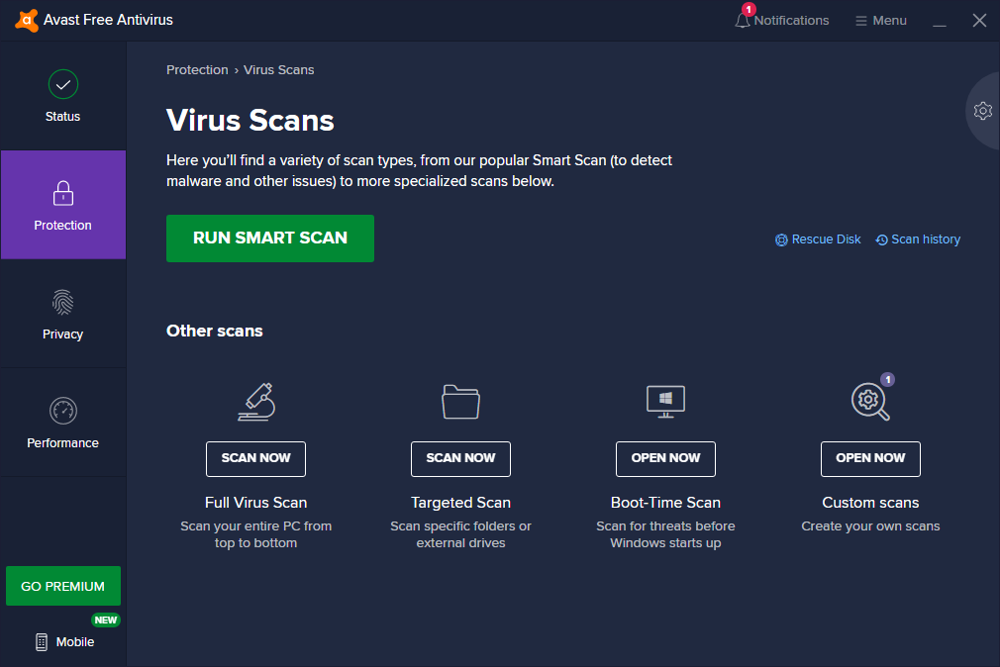 Avast Free Antivirus
1
Notifications
Menu
Status
Protection
Privacy
Performance
GO PREMIUM
NEW
Mobile
Protection › Virus Scans
Virus Scans
Here you’ll find a variety of scan types, from our popular Smart Scan (to detect
malware and other issues) to more specialized scans below.
RUN SMART SCAN
Rescue Disk
Scan history
Other scans
SCAN NOW
Full Virus Scan
Scan your entire PC from
top to bottom
SCAN NOW
Targeted Scan
Scan specific folders or
external drives
OPEN NOW
Boot-Time Scan
Scan for threats before
Windows starts up
1
OPEN NOW
Custom scans
Create your own scans